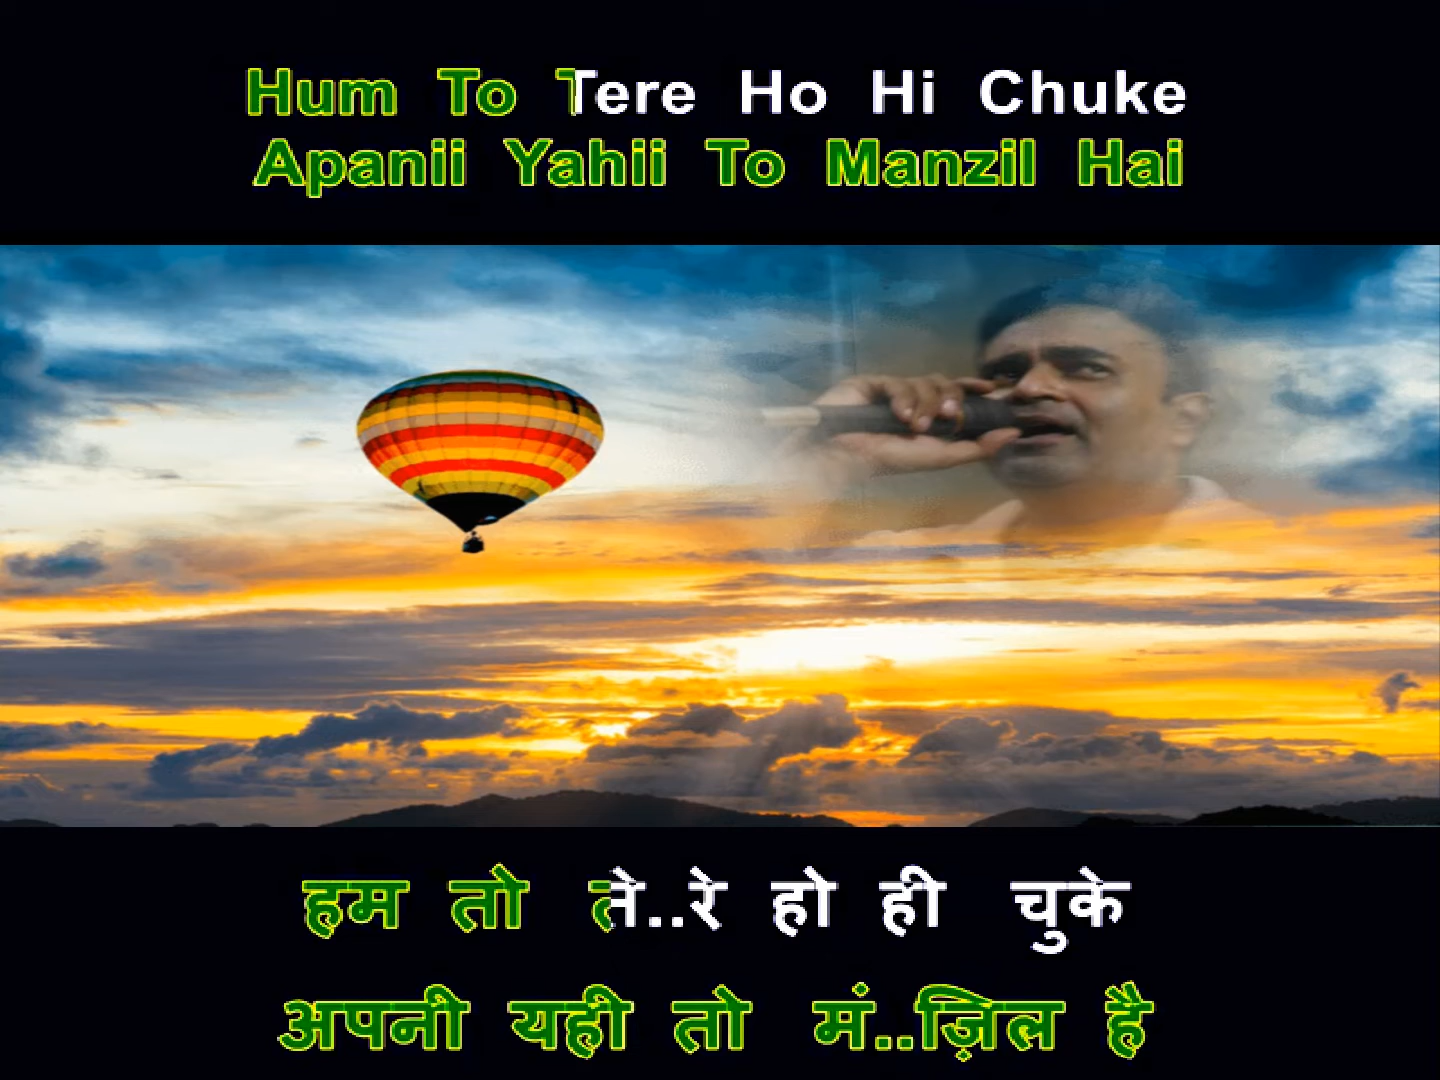 Hum To Tere Ho Hi Chuke
Apanii Yahii To Manzil Hai
हम तो ते..रे हो ही चुके
अपनी यही तो मं..ज़िल है